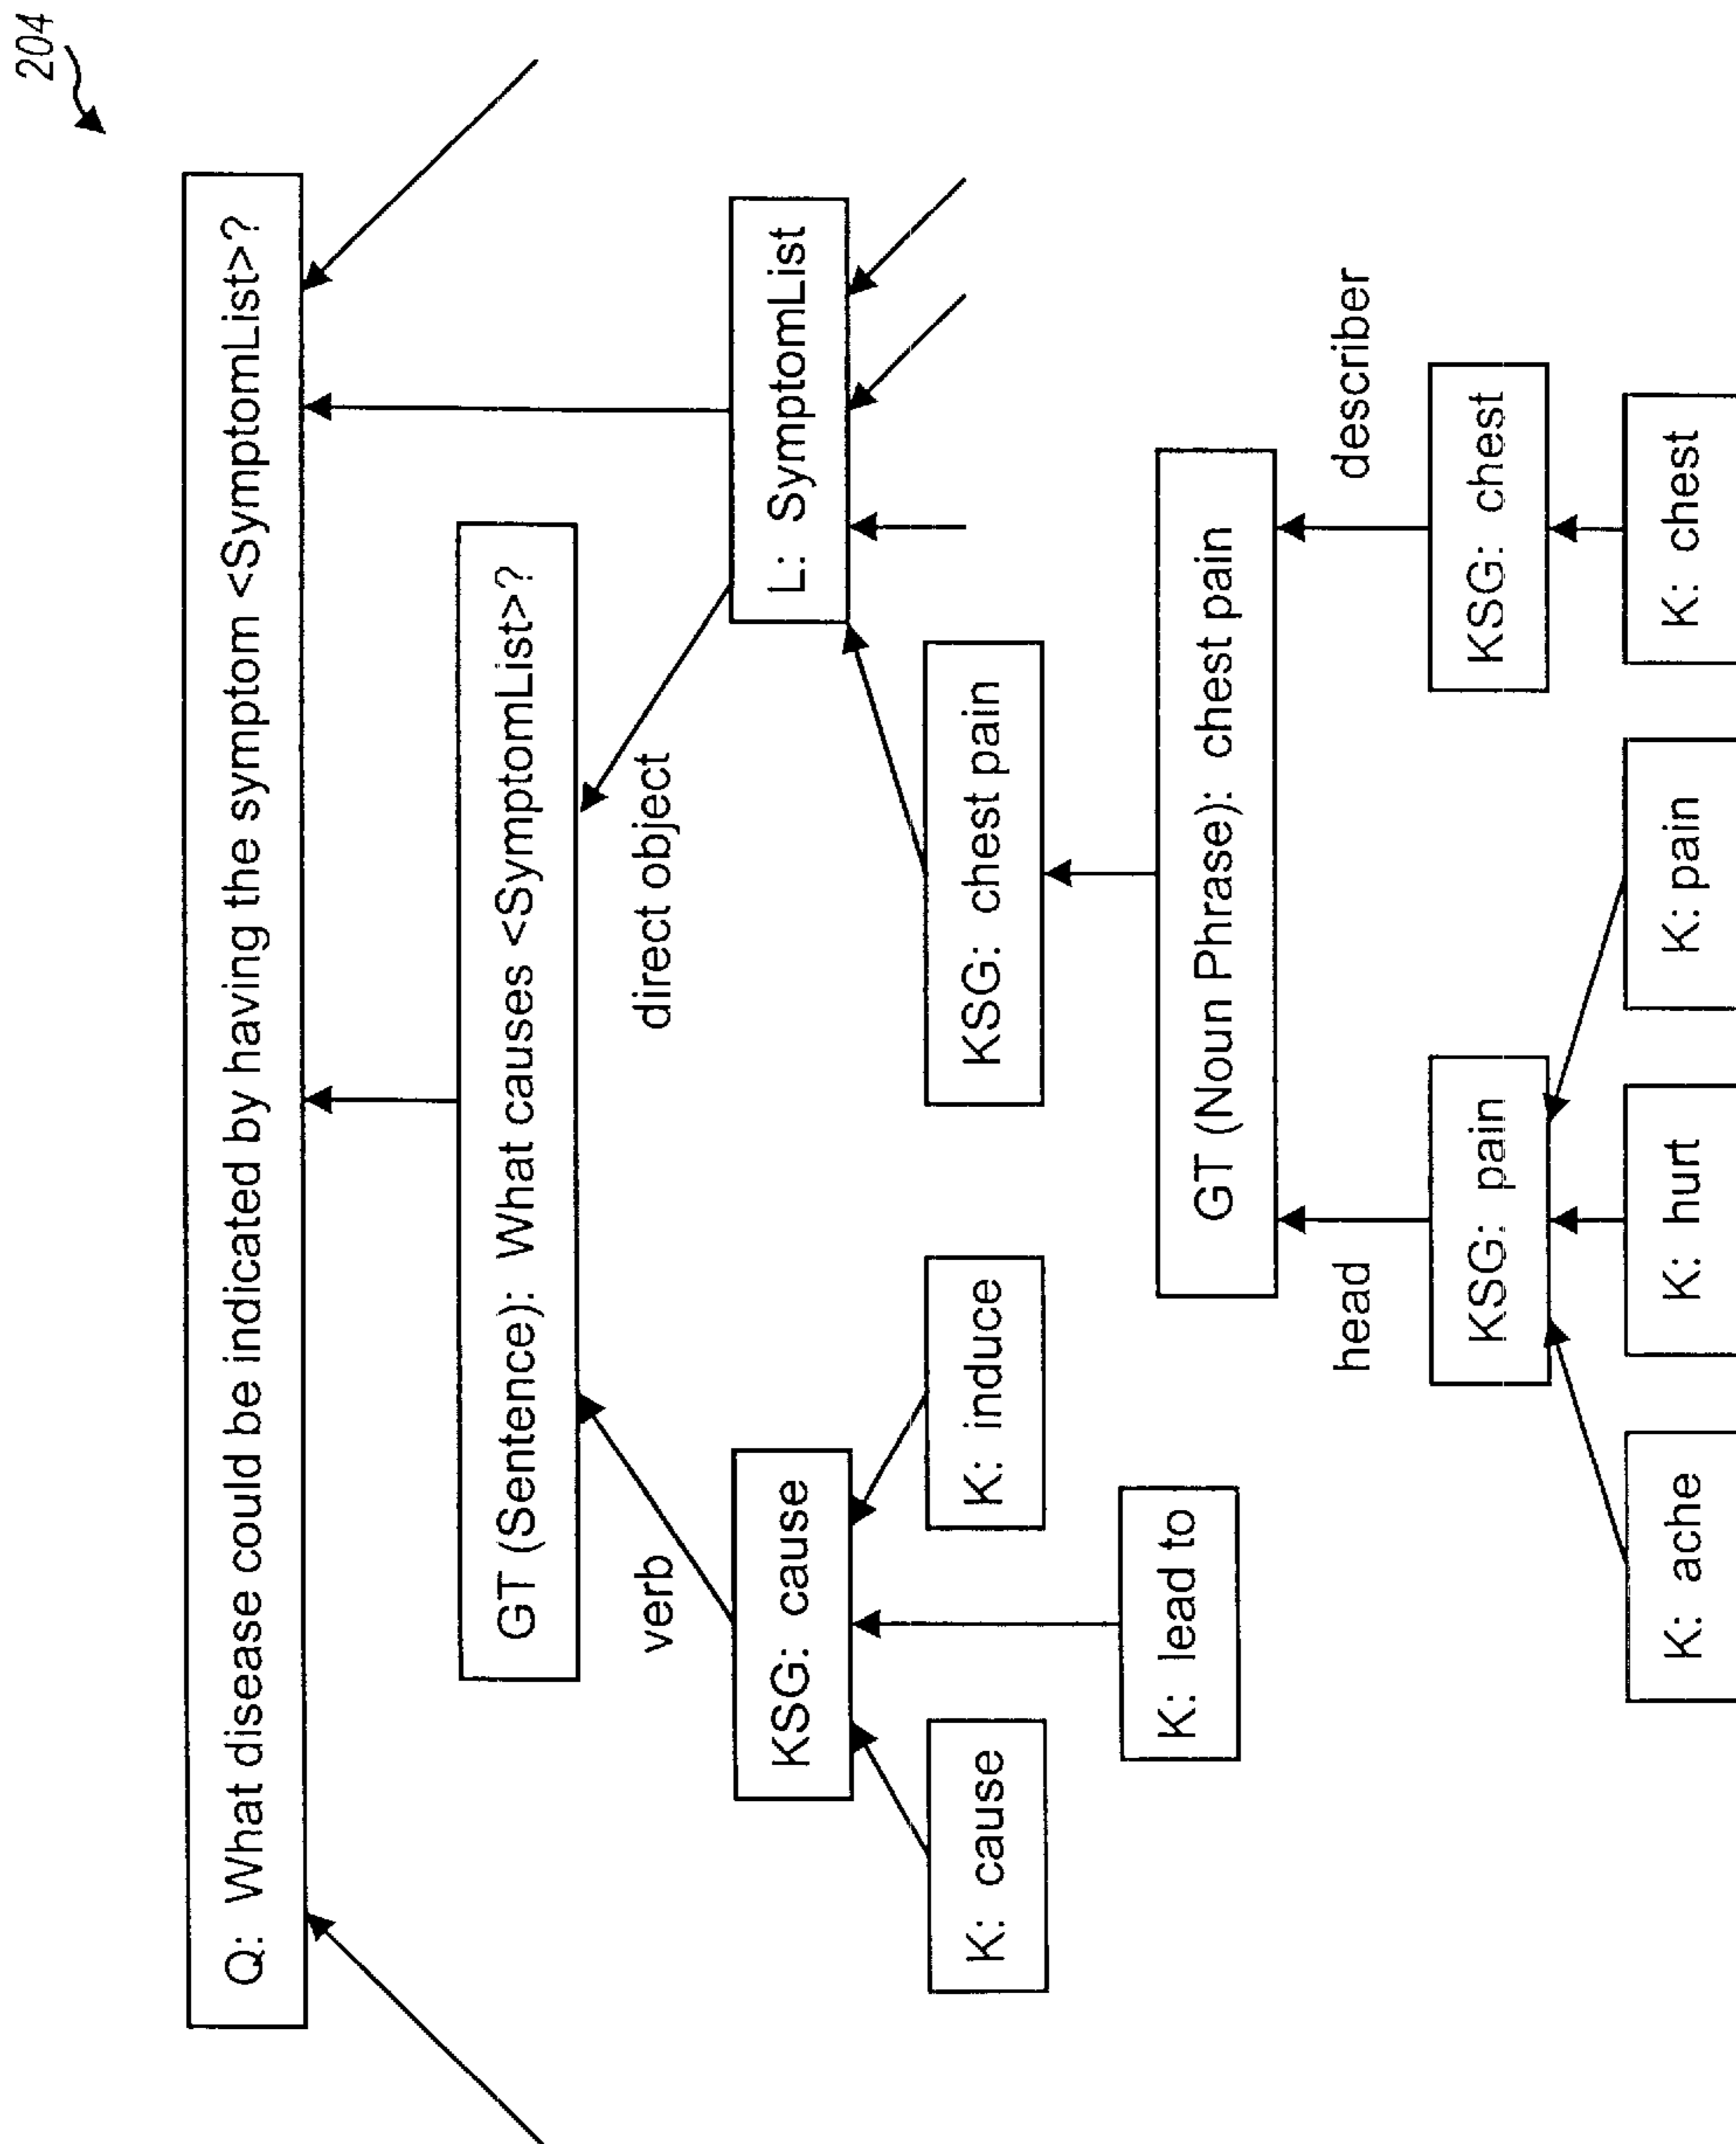 204
Q: What disease could be indicated by having the symptom <SymptomList>?
GT (Sentence): What causes <SymptomList>?
verb
direct object
KSG: cause
L: SymptomList
K: cause
K: induce
KSG: chest pain
K: lead to
GT (Noun Phrase): chest pain
head
describer
KSG: pain
KSG: chest
K: ache
K: hurt
K: pain
K: chest